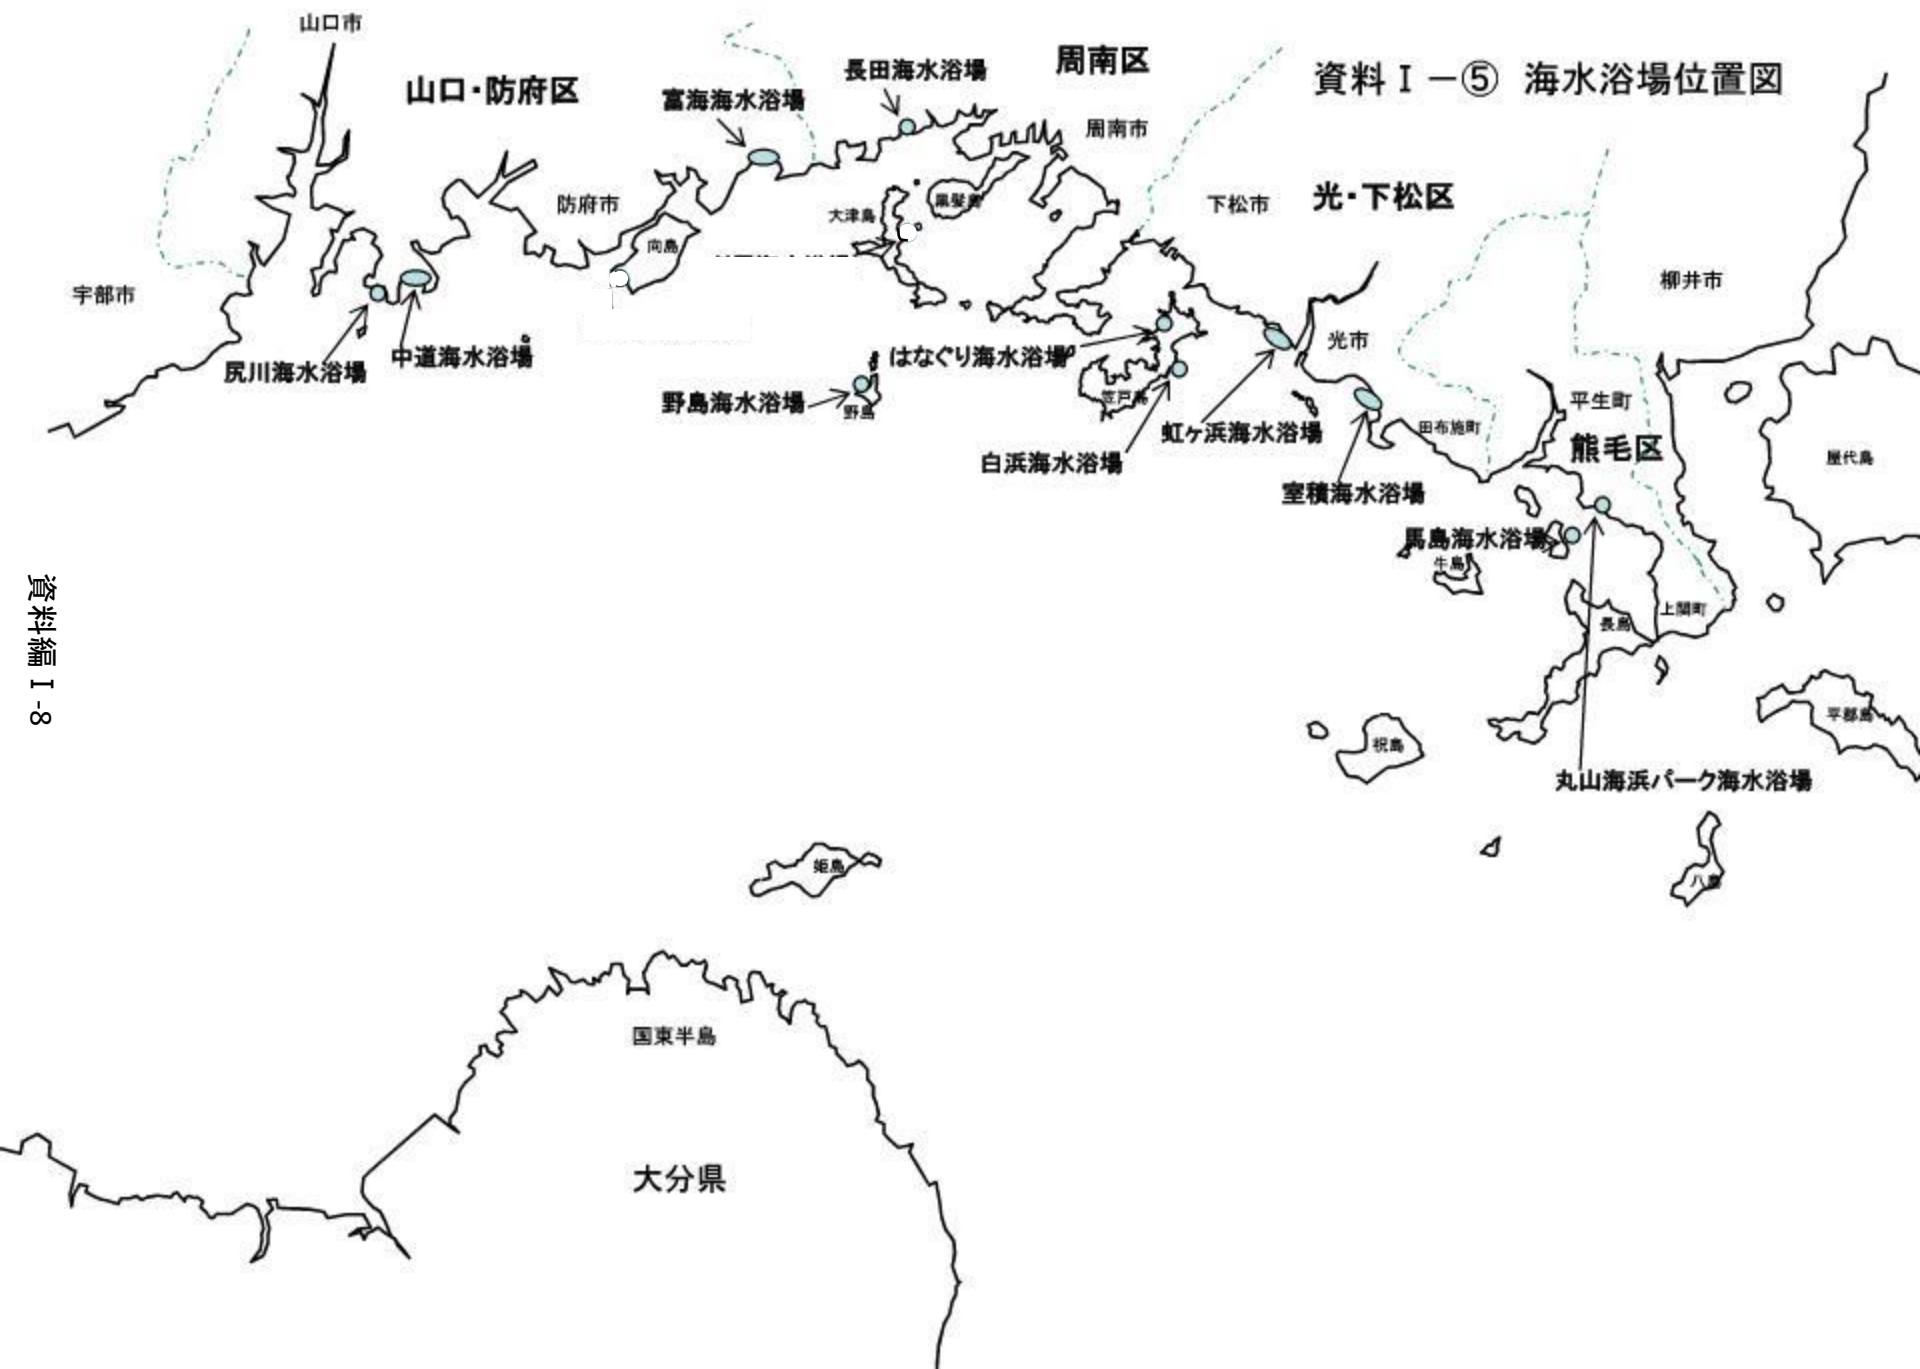 資料Ⅰ－⑤ 海水浴場位置図
山口市
山口・防府区
富海海水浴場
長田海水浴場
周南区
周南市
下松市
光・下松区
防府市
向島
大津島
黒髪島
宇部市
柳井市
尻川海水浴場
中道海水浴場
野島海水浴場
野島
はなぐり海水浴場
笠戸島
白浜海水浴場
虹ヶ浜海水浴場
光市
室積海水浴場
田布施町
平生町
熊毛区
屋代島
馬島海水浴場
牛島
上関町
長島
祝島
平郡島
丸山海浜パーク海水浴場
八島
姫島
国東半島
大分県
資料編Ⅰ-8